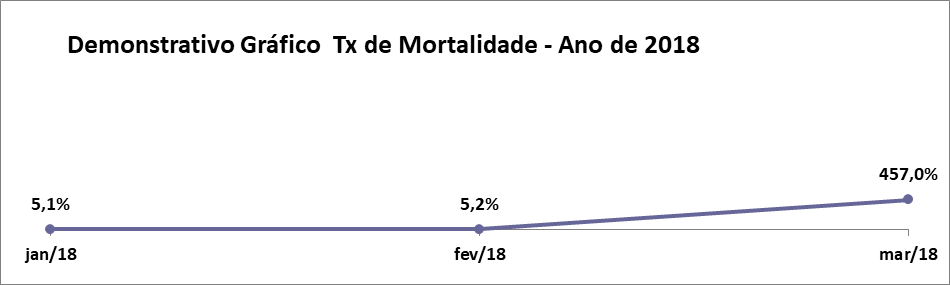 Demonstrativo Gráfico  Tx de Mortalidade - Ano de 2018
457,0%
5,1%
5,2%
jan/18
fev/18
mar/18